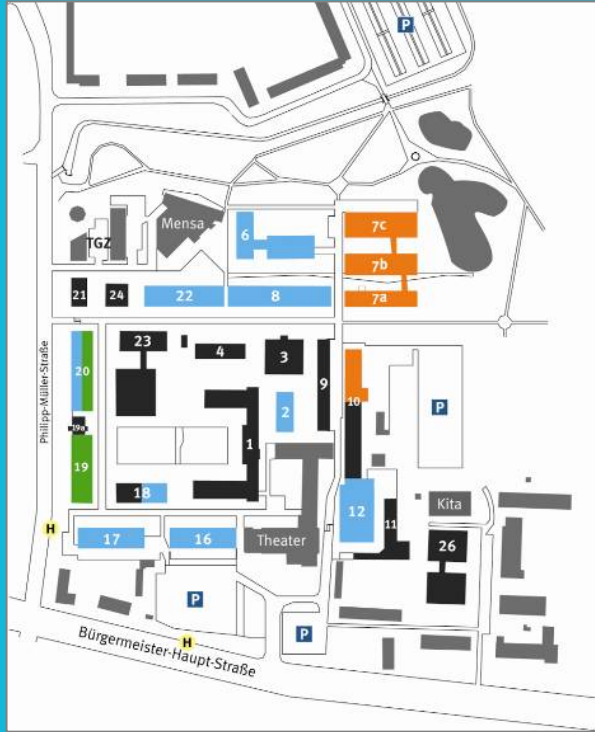 P
7c
Mensa
6
TGZ
7b
21
24
22
8
7a
23
4
3
20
9
10
Philipp-Müller-Straße
2
P
19a
1
19
18
12
Kita
H
17
16
Theater
11
26
P
P
H
Bürgermeister-Haupt-Straße